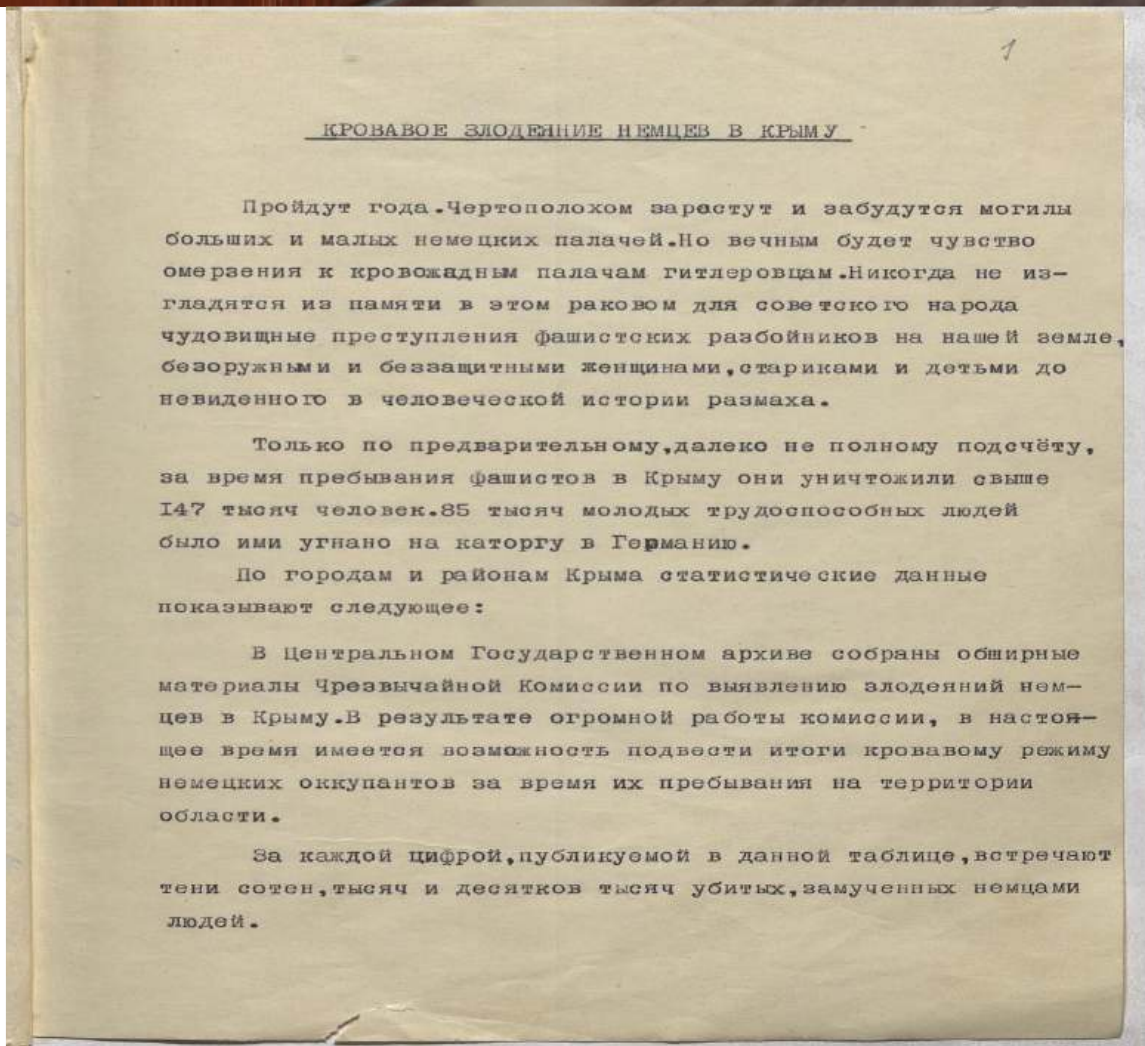 1
КРОВАВОЕ ЗЛОДЕЯНИЕ НЕМЦЕВ В КРЫМУ
Пройдут года.Чертополохом зарастут и забудутся могилы
больших и малых немецких палачей.Но вечным будет чувство
омерзения к кровожадным палачам гитлеровцам.Никогда не из-
гладятся из памяти в этом раковом для советского народа
чудовищные преступления фашистских разбойников на нашей земле,
безоружными и беззащитными женщинами,стариками и детьми до
невиденного в человеческой истории размаха.
Только по предварительному,далеко не полному подсчёту,
за время пребывания фашистов в Крыму они уничтожили свыше
I47 тысяч человек.85 тысяч молодых трудоспособных людей
было ими угнано на каторгу в Германию.
По городам и районам Крыма статистические данные
показывают следующее:
В Центральном Государственном архиве собраны обширные
материалы Чрезвычайной Комиссии по выявлению злодеяний нем-
цев в Крыму.В результате огромной работы комиссии, в настоя-
щее время имеется возможность подвести итоги кровавому режиму
немецких оккупантов за время их пребывания на территории
области.
За каждой цифрой,публикуемой в данной таблице,встречают
тени сотен,тысяч и десятков тысяч убитых,замученных немцами
людей.